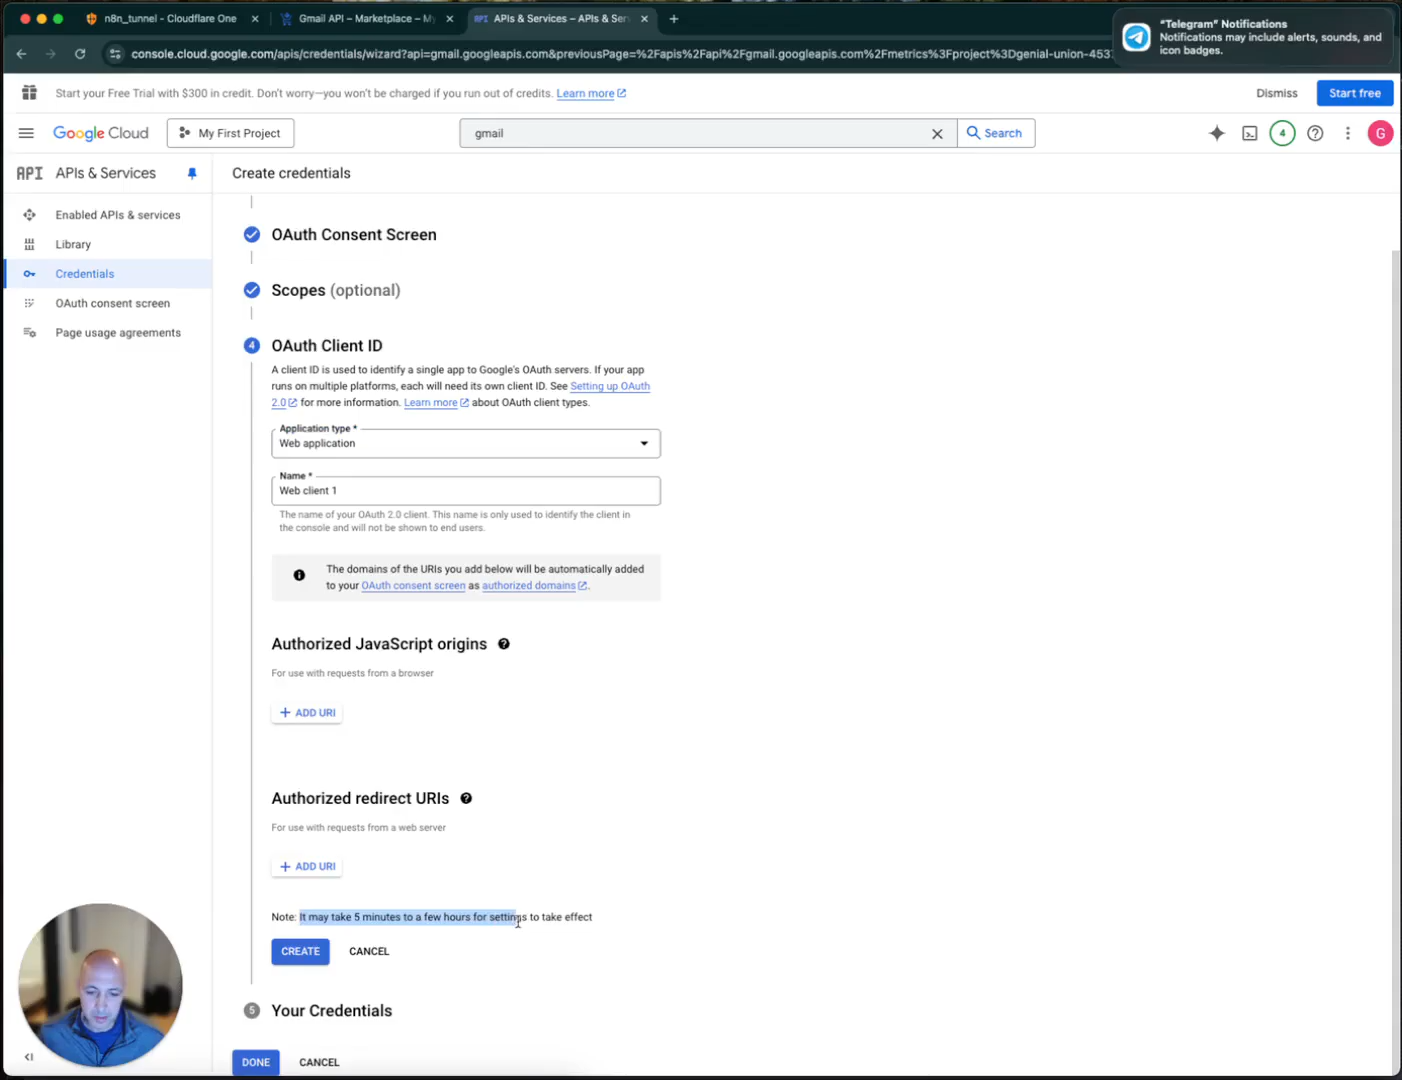 n8n_tunnel – Cloudflare One
Gmail API – Marketplace – My
API APIs & Services – APIs & Ser
"Telegram" Notifications
Notifications may include alerts, sounds, and
icon badges.
console.cloud.google.com/apis/credentials/wizard?api=gmail.googleapis.com&previousPage=%2Fapis%2Fapi%2Fgmail.googleapis.com%2Fmetrics%3Fproject%3Dgenial-union-4537
Start your Free Trial with $300 in credit. Don't worry—you won't be charged if you run out of credits. Learn more
Dismiss
Start free
Google Cloud
My First Project
gmail
Search
4
G
API APIs & Services
Create credentials
Enabled APIs & services
Library
Credentials
OAuth consent screen
Page usage agreements
OAuth Consent Screen
Scopes (optional)
4 OAuth Client ID
A client ID is used to identify a single app to Google's OAuth servers. If your app
runs on multiple platforms, each will need its own client ID. See Setting up OAuth
2.0 for more information. Learn more about OAuth client types.
Application type *
Web application
Name *
Web client 1
The name of your OAuth 2.0 client. This name is only used to identify the client in
the console and will not be shown to end users.
The domains of the URIs you add below will be automatically added
to your OAuth consent screen as authorized domains.
Authorized JavaScript origins
For use with requests from a browser
+ ADD URI
Authorized redirect URIs
For use with requests from a web server
+ ADD URI
Note: It may take 5 minutes to a few hours for settings to take effect
CREATE
CANCEL
5 Your Credentials
DONE
CANCEL